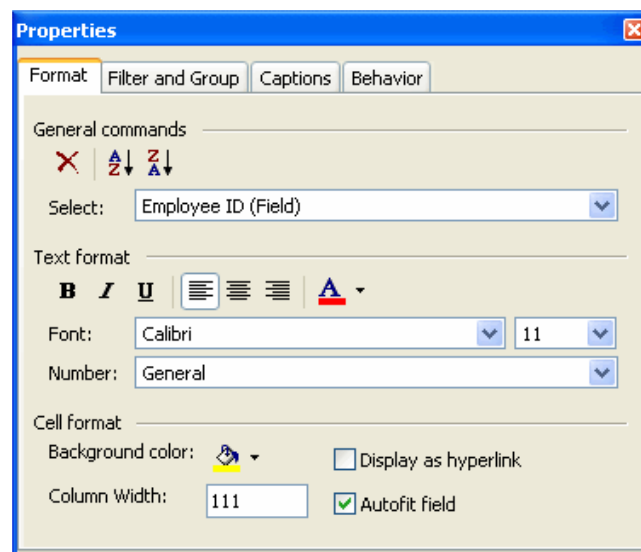 Properties
Format Filter and Group Captions Behavior
General commands
A Z Z A
Select: Employee ID (Field)
Text format
B I U A
Font: Calibri 11
Number: General
Cell format
Background color: Display as hyperlink
Column Width: 111 Autofit field